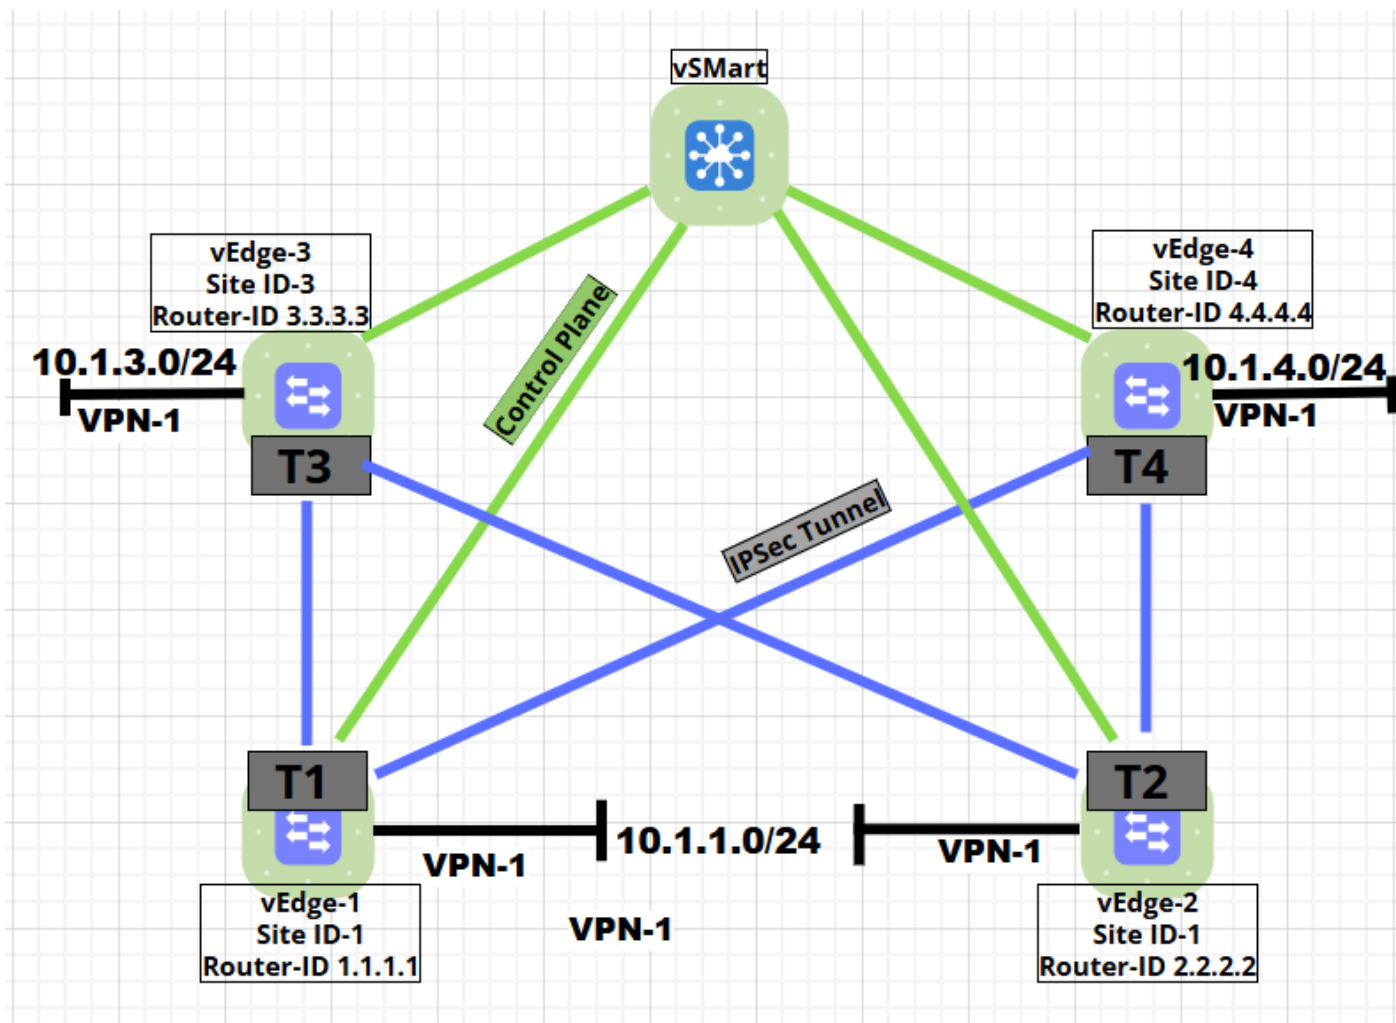 vSMart
vEdge-3
Site ID-3
Router-ID 3.3.3.3
vEdge-4
Site ID-4
Router-ID 4.4.4.4
Control Plane
10.1.3.0/24
VPN-1
10.1.4.0/24
VPN-1
T3
T4
IPSec Tunnel
T1
T2
10.1.1.0/24
VPN-1
VPN-1
VPN-1
vEdge-1
Site ID-1
Router-ID 1.1.1.1
vEdge-2
Site ID-1
Router-ID 2.2.2.2